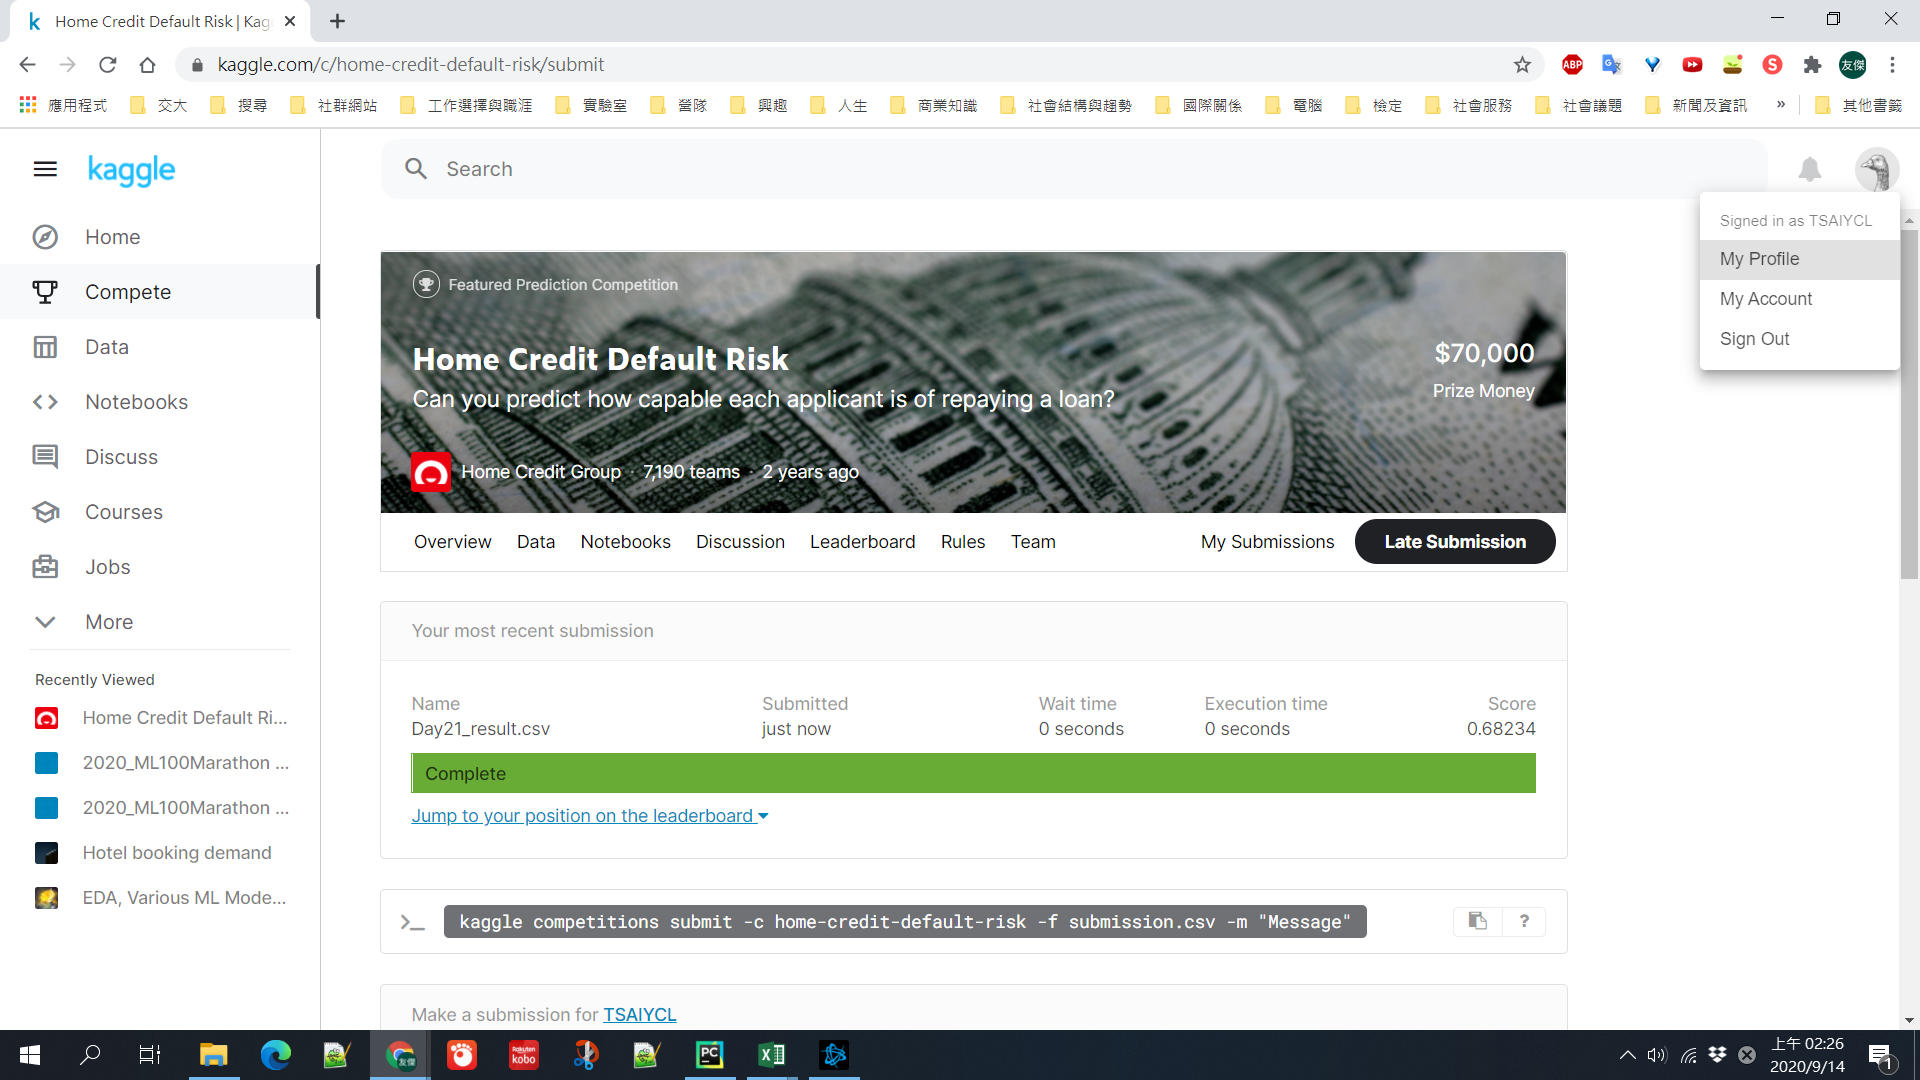 Home Credit Default Risk | Kag
kaggle.com/c/home-credit-default-risk/submit
ABP
S
友傑
應用程式 交大 搜尋 社群網站 工作選擇與職涯 實驗室 營隊 興趣 人生 商業知識 社會結構與趨勢 國際關係 電腦 檢定 社會服務 社會議題 新聞及資訊 » 其他書籤
kaggle
Search
Signed in as TSAIYCL
My Profile
My Account
Sign Out
Home
Compete
Data
Notebooks
Discuss
Courses
Jobs
More
Recently Viewed
Home Credit Default Ri...
2020_ML100Marathon ...
2020_ML100Marathon ...
Hotel booking demand
EDA, Various ML Mode...
Featured Prediction Competition
Home Credit Default Risk
Can you predict how capable each applicant is of repaying a loan?
$70,000
Prize Money
Home Credit Group · 7,190 teams · 2 years ago
Overview Data Notebooks Discussion Leaderboard Rules Team My Submissions Late Submission
Your most recent submission
Name Submitted Wait time Execution time Score
Day21_result.csv just now 0 seconds 0 seconds 0.68234
Complete
Jump to your position on the leaderboard
>_ kaggle competitions submit -c home-credit-default-risk -f submission.csv -m "Message" ?
Make a submission for TSAIYCL
友傑
Rakuten
kobo
PC
上午 02:26
2020/9/14
1